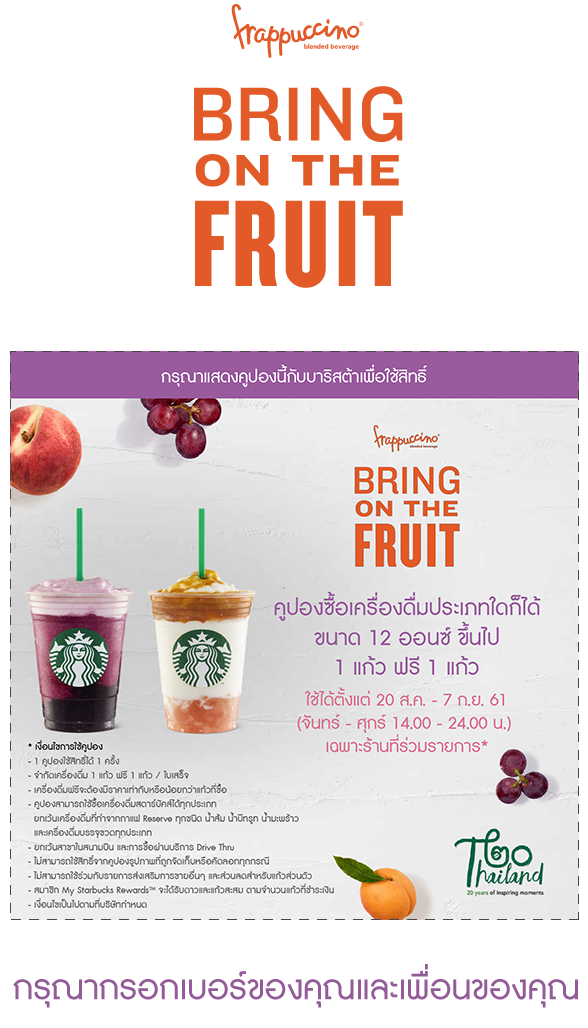 frappuccino®
blended beverage
BRING
ON THE
FRUIT
กรุณาแสดงคูปองนี้กับบาริสต้าเพื่อใช้สิทธิ์
frappuccino®
blended beverage
BRING
ON THE
FRUIT
คูปองซื้อเครื่องดื่มประเภทใดก็ได้
ขนาด 12 ออนซ์ ขึ้นไป
1 แก้ว ฟรี 1 แก้ว
ใช้ได้ตั้งแต่ 20 ส.ค. - 7 ก.ย. 61
(จันทร์ - ศุกร์ 14.00 - 24.00 น.)
เฉพาะร้านที่ร่วมรายการ*
* เงื่อนไขการใช้คูปอง
- 1 คูปองใช้สิทธิ์ได้ 1 ครั้ง
- จำกัดเครื่องดื่ม 1 แก้ว ฟรี 1 แก้ว / ใบเสร็จ
- เครื่องดื่มฟรีจะต้องมีราคาเท่ากับหรือน้อยกว่าแก้วที่ซื้อ
- คูปองสามารถใช้ซื้อเครื่องดื่มสตาร์บัคส์ได้ทุกประเภท
ยกเว้นเครื่องดื่มที่ทำจากกาแฟ Reserve ทุกชนิด น้ำส้ม น้ำบีทรูท น้ำมะพร้าว
และเครื่องดื่มบรรจุขวดทุกประเภท
- ยกเว้นสาขาในสนามบิน และการซื้อผ่านบริการ Drive Thru
- ไม่สามารถใช้สิทธิ์จากคูปองรูปภาพที่ถูกจัดเก็บหรือคัดลอกทุกกรณี
- ไม่สามารถใช้ร่วมกับรายการส่งเสริมการขายอื่นๆ และส่วนลดสำหรับแก้วส่วนตัว
- สมาชิก My Starbucks Rewards™ จะได้รับดาวและแก้วสะสม ตามจำนวนแก้วที่ชำระเงิน
- เงื่อนไขเป็นไปตามที่บริษัทกำหนด
๒๐
Thailand
20 years of inspiring moments
กรุณากรอกเบอร์ของคุณและเพื่อนของคุณ